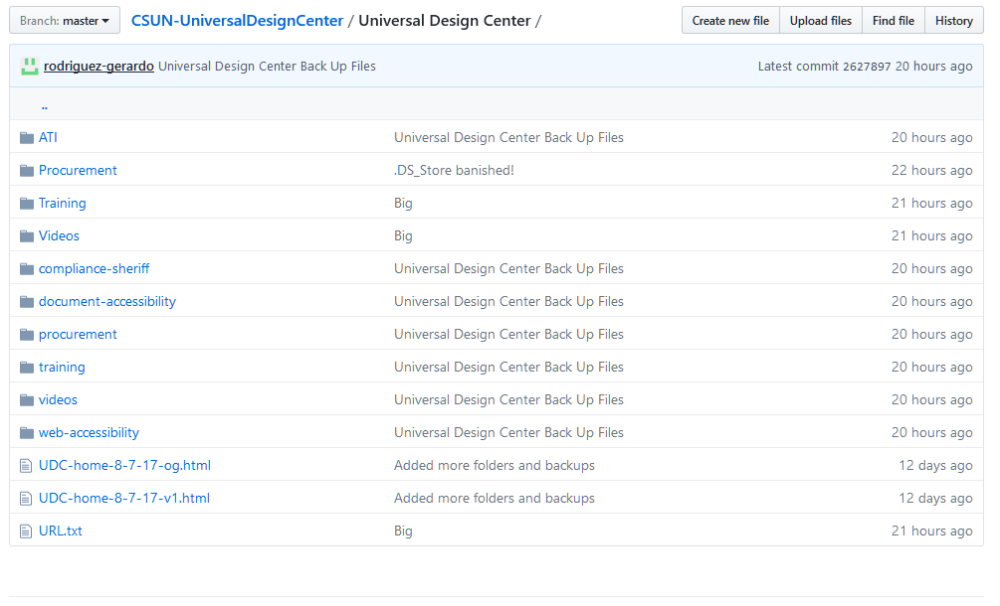 Branch: master CSUN-UniversalDesignCenter / Universal Design Center / Create new file Upload files Find file History
rodriguez-gerardo Universal Design Center Back Up Files Latest commit 2627897 20 hours ago
..
ATI Universal Design Center Back Up Files 20 hours ago
Procurement .DS_Store banished! 22 hours ago
Training Big 21 hours ago
Videos Big 21 hours ago
compliance-sheriff Universal Design Center Back Up Files 20 hours ago
document-accessibility Universal Design Center Back Up Files 20 hours ago
procurement Universal Design Center Back Up Files 20 hours ago
training Universal Design Center Back Up Files 20 hours ago
videos Universal Design Center Back Up Files 20 hours ago
web-accessibility Universal Design Center Back Up Files 20 hours ago
UDC-home-8-7-17-og.html Added more folders and backups 12 days ago
UDC-home-8-7-17-v1.html Added more folders and backups 12 days ago
URL.txt Big 21 hours ago